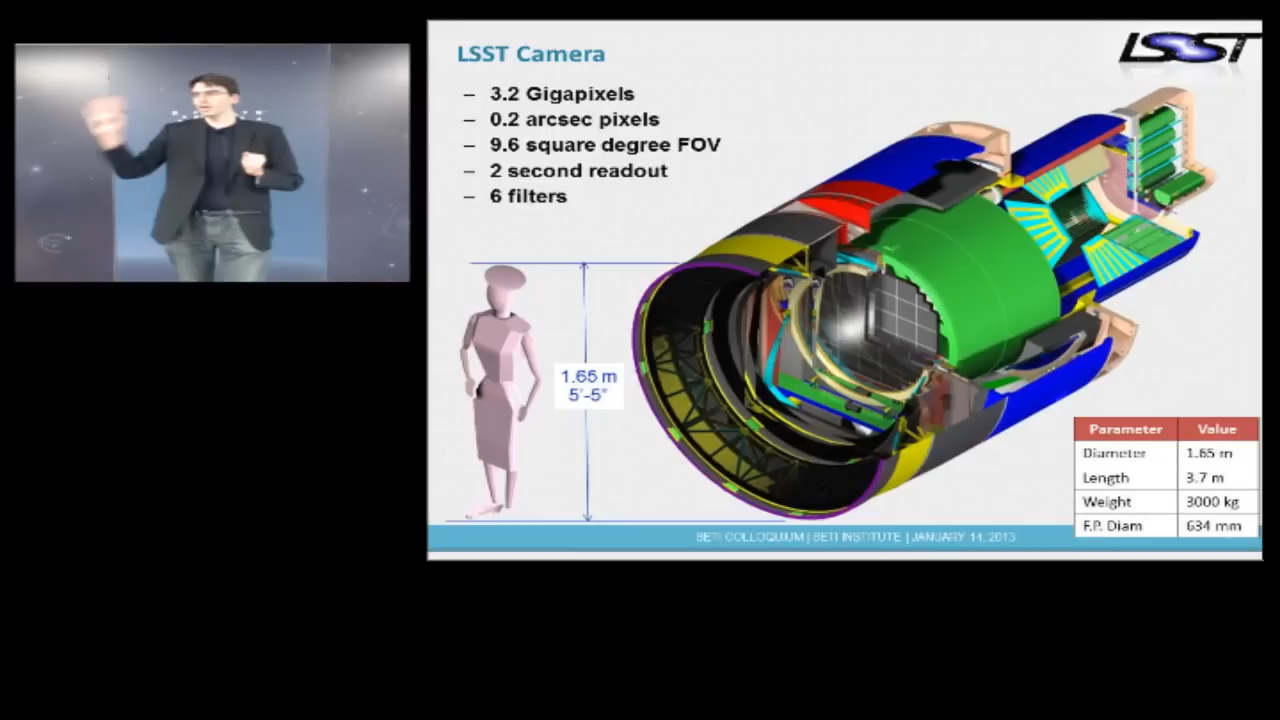 LSST Camera
LSST
– 3.2 Gigapixels
– 0.2 arcsec pixels
– 9.6 square degree FOV
– 2 second readout
– 6 filters
1.65 m
5'-5"
Parameter Value
Diameter 1.65 m
Length 3.7 m
Weight 3000 kg
F.P. Diam 634 mm
SETI COLLOQUIUM | SETI INSTITUTE | JANUARY 14, 2013